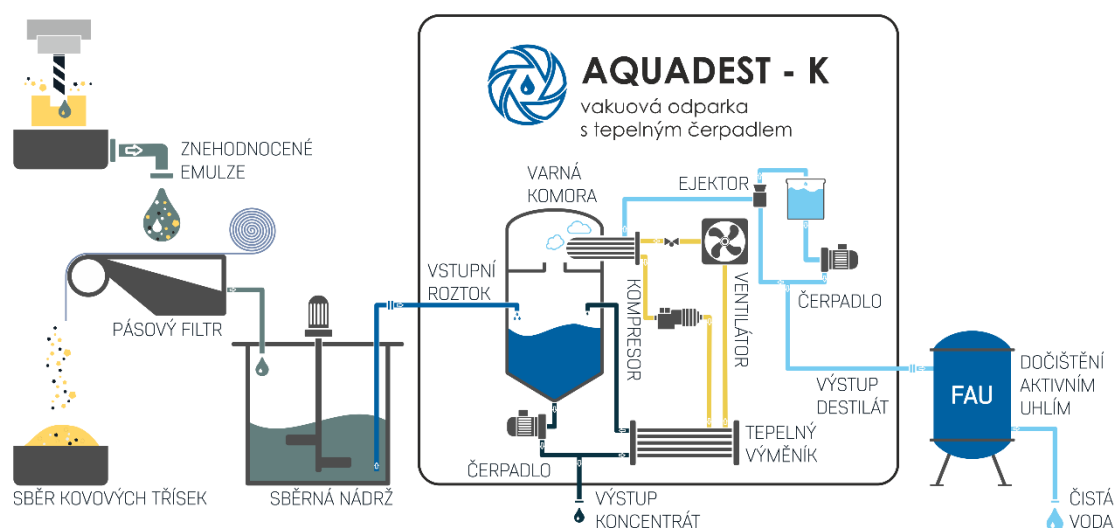 AQUADEST - K
vakuová odparka
s tepelným čerpadlem
ZNEHODNOCENÉ
EMULZE
VARNÁ
KOMORA
EJEKTOR
VSTUPNÍ
ROZTOK
KOMPRESOR
VENTILÁTOR
ČERPADLO
PÁSOVÝ FILTR
VÝSTUP
DESTILÁT
FAU
DOČIŠTĚNÍ
AKTIVNÍM
UHLÍM
TEPELNÝ
VÝMĚNÍK
ČERPADLO
SBĚR KOVOVÝCH TŘÍSEK
SBĚRNÁ NÁDRŽ
VÝSTUP
KONCENTRÁT
ČISTÁ
VODA